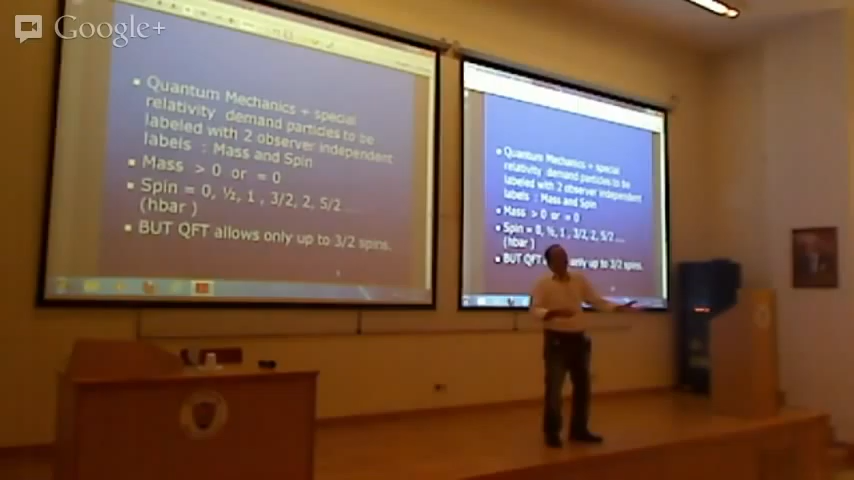 Google+
Quantum Mechanics + special
relativity demand particles to be
labeled with 2 observer independent
labels : Mass and Spin
Mass > 0 or = 0
Spin = 0, ½, 1 , 3/2, 2, 5/2 ...
(hbar )
BUT QFT allows only up to 3/2 spins.
Quantum Mechanics + special
relativity demand particles to be
labeled with 2 observer independent
labels : Mass and Spin
Mass > 0 or = 0
Spin = 0, ½, 1 , 3/2, 2, 5/2 ...
(hbar )
BUT QFT only up to 3/2 spins.